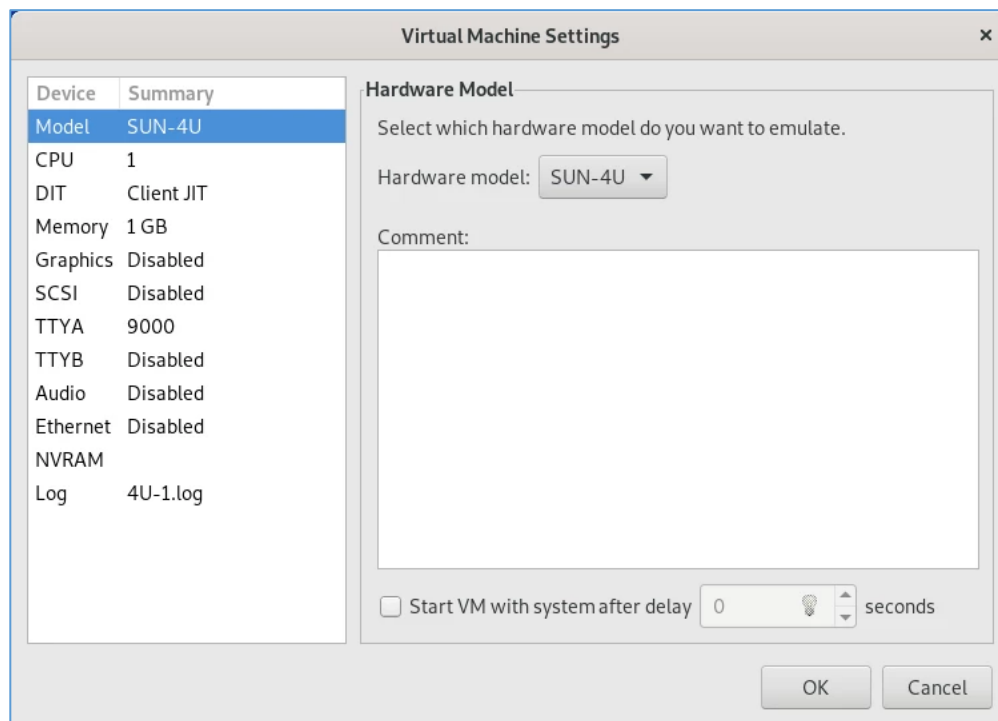 Virtual Machine Settings
Device Summary
Model SUN-4U
CPU 1
DIT Client JIT
Memory 1 GB
Graphics Disabled
SCSI Disabled
TTYA 9000
TTYB Disabled
Audio Disabled
Ethernet Disabled
NVRAM
Log 4U-1.log
Hardware Model
Select which hardware model do you want to emulate.
Hardware model: SUN-4U
Comment:
Start VM with system after delay 0 seconds
OK Cancel